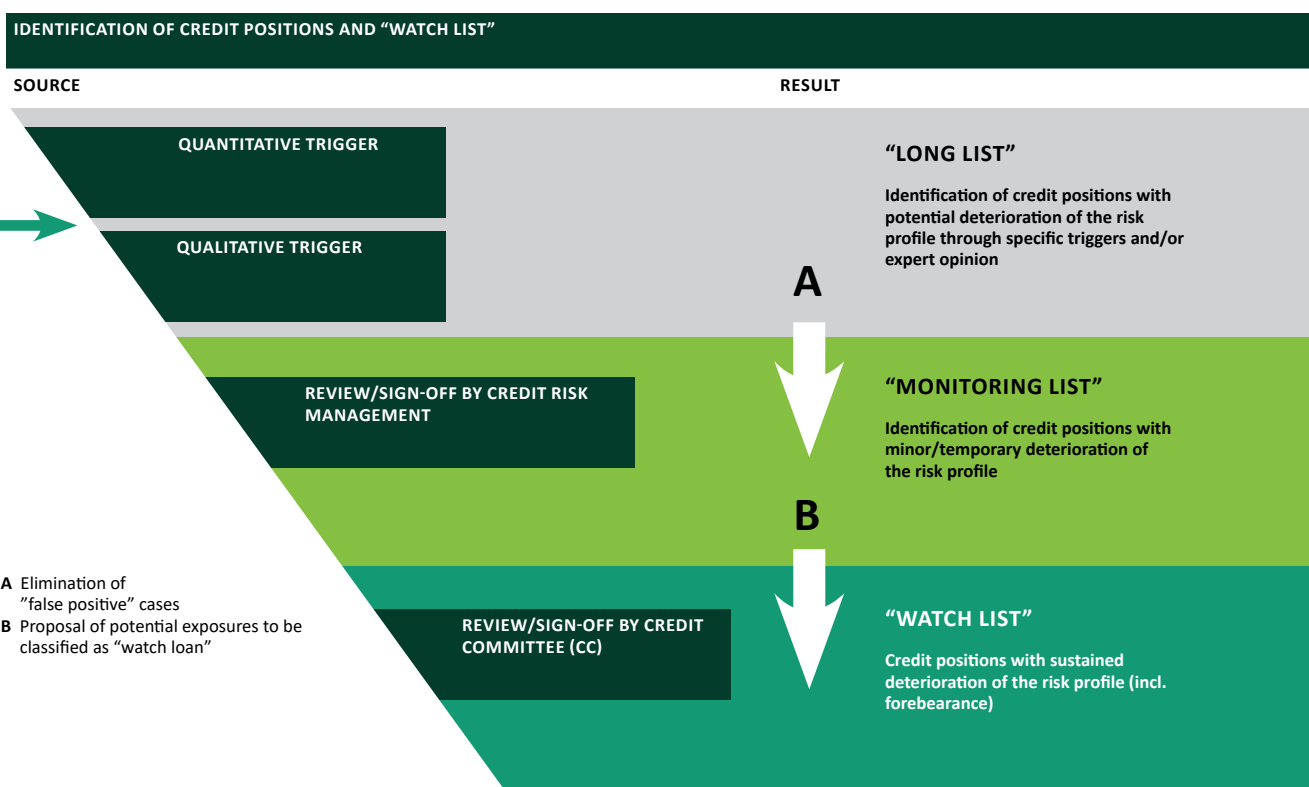 IDENTIFICATION OF CREDIT POSITIONS AND “WATCH LIST”
SOURCE
RESULT
QUANTITATIVE TRIGGER
QUALITATIVE TRIGGER
“LONG LIST”
Identification of credit positions with
potential deterioration of the risk
profile through specific triggers and/or
expert opinion
A
REVIEW/SIGN-OFF BY CREDIT RISK
MANAGEMENT
“MONITORING LIST”
Identification of credit positions with
minor/temporary deterioration of
the risk profile
B
A Elimination of
”false positive” cases
B Proposal of potential exposures to be
classified as “watch loan”
REVIEW/SIGN-OFF BY CREDIT
COMMITTEE (CC)
“WATCH LIST”
Credit positions with sustained
deterioration of the risk profile (incl.
forebearance)